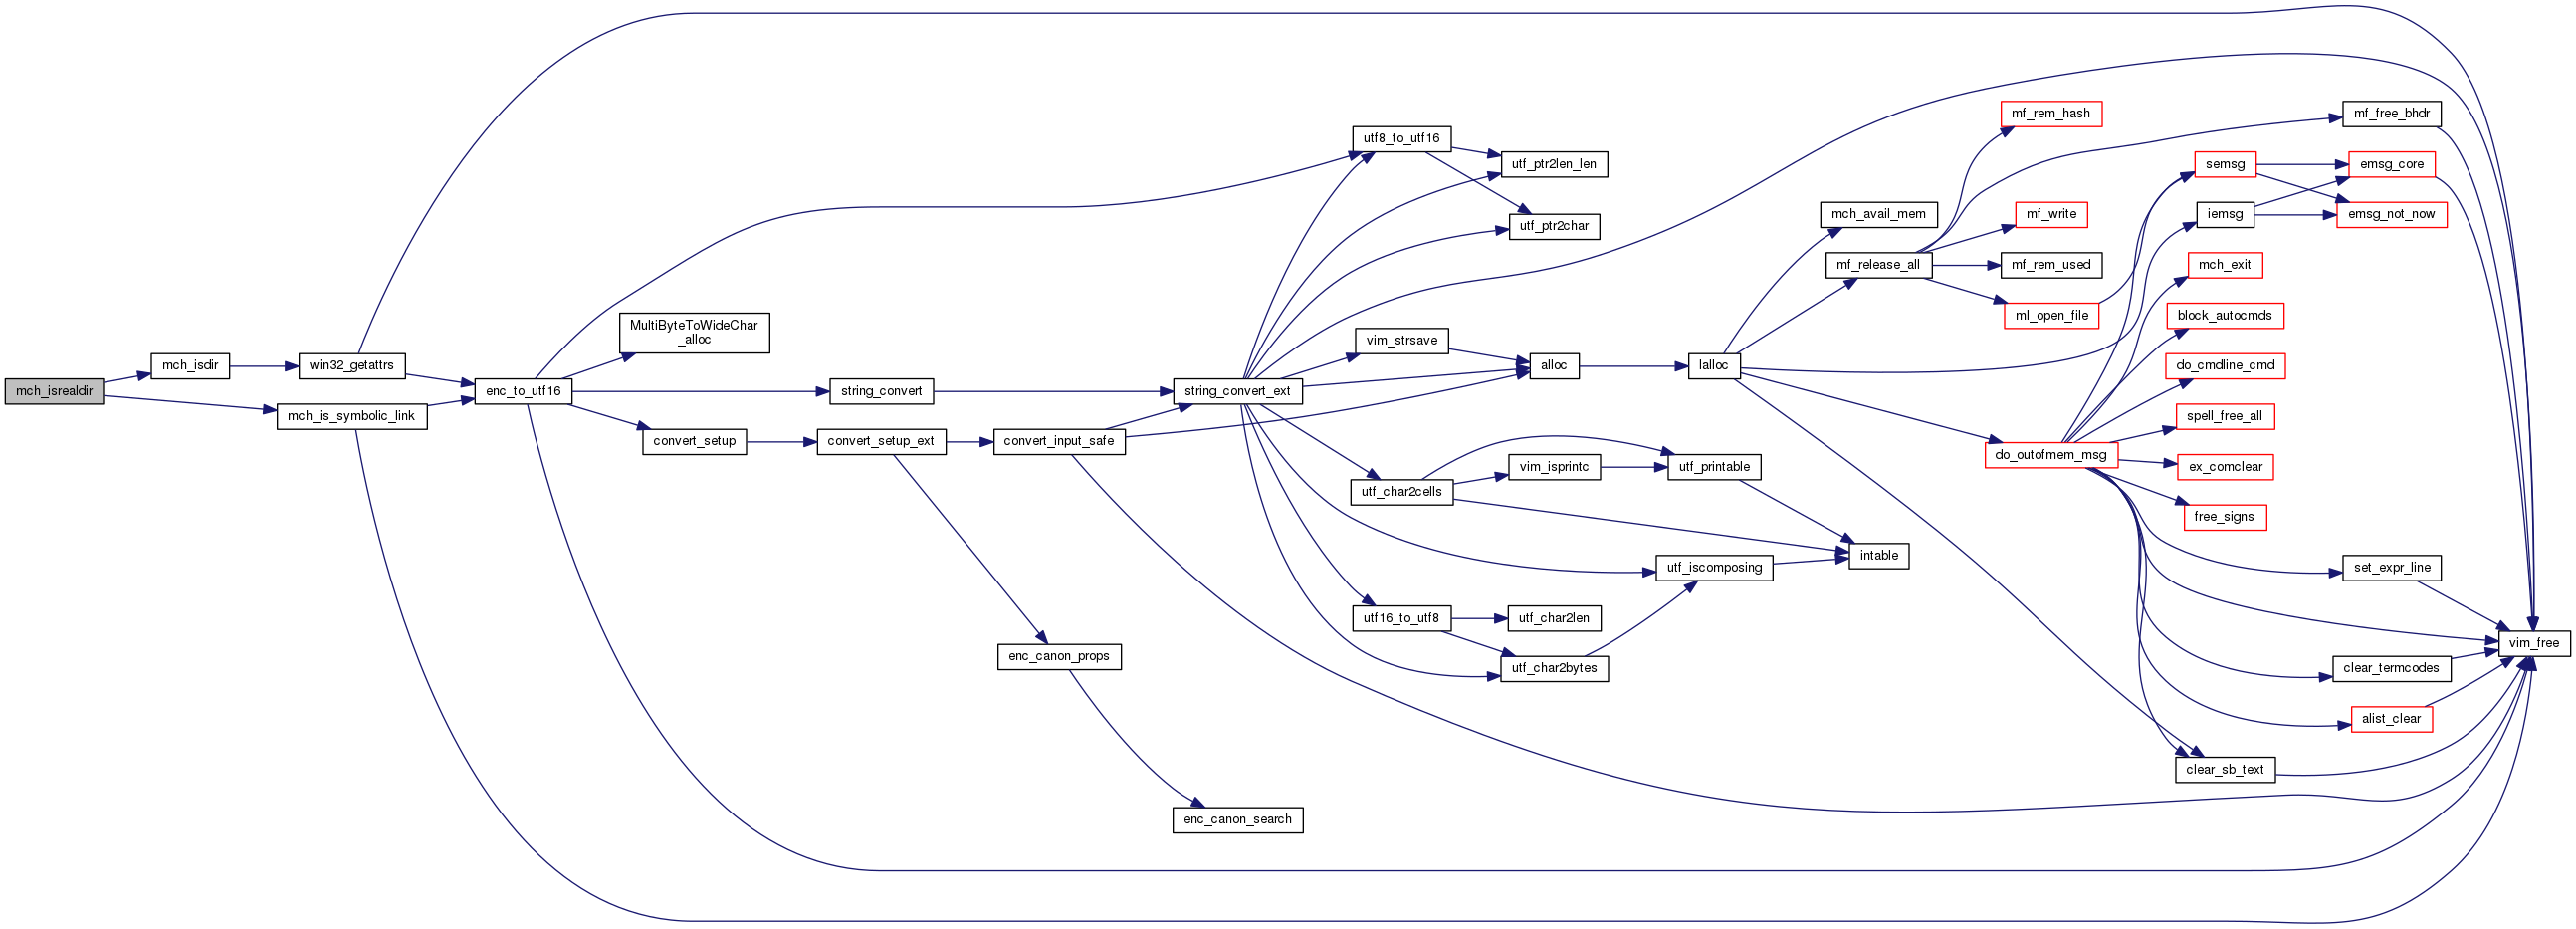 mch_isrealdir
mch_isdir
mch_is_symbolic_link
win32_getattrs
enc_to_utf16
MultiByteToWideChar
_alloc
string_convert
convert_setup
convert_setup_ext
convert_input_safe
enc_canon_props
enc_canon_search
string_convert_ext
utf8_to_utf16
utf_ptr2len_len
utf_ptr2char
vim_strsave
alloc
utf_char2cells
vim_isprintc
utf_printable
utf_iscomposing
intable
utf16_to_utf8
utf_char2len
utf_char2bytes
lalloc
mch_avail_mem
mf_release_all
mf_rem_hash
mf_write
mf_rem_used
ml_open_file
do_outofmem_msg
mf_free_bhdr
semsg
emsg_core
iemsg
emsg_not_now
mch_exit
block_autocmds
do_cmdline_cmd
spell_free_all
ex_comclear
free_signs
set_expr_line
vim_free
clear_termcodes
alist_clear
clear_sb_text